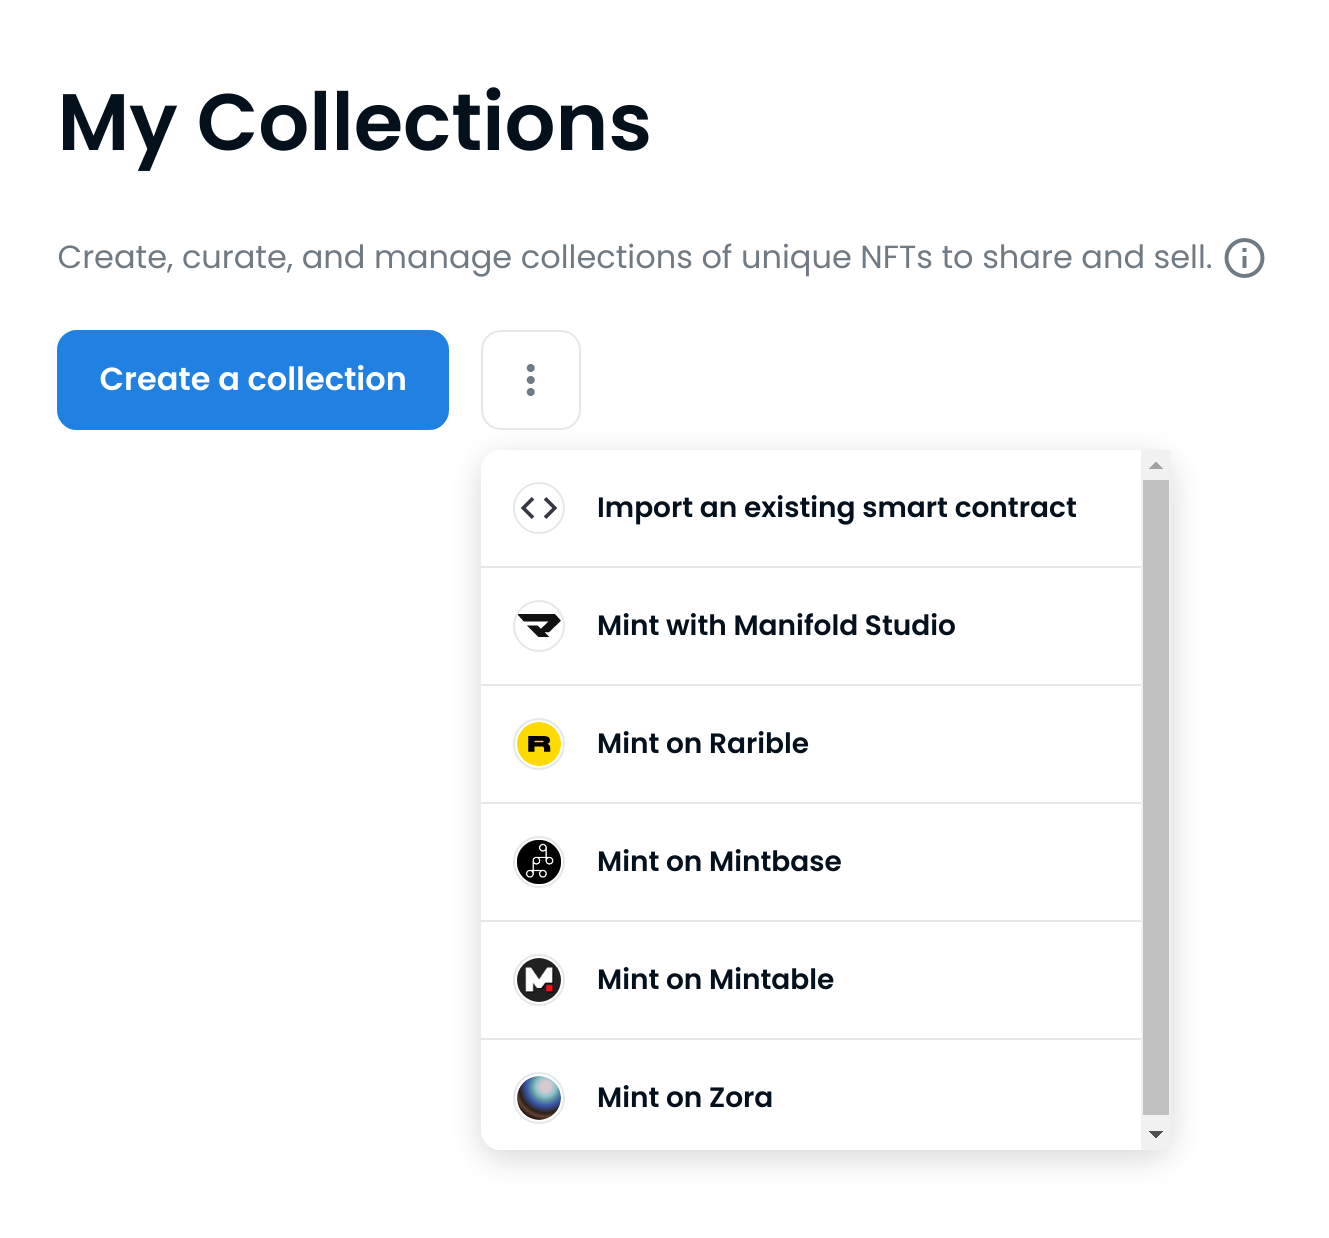 My Collections
Create, curate, and manage collections of unique NFTs to share and sell.
Create a collection
Import an existing smart contract
Mint with Manifold Studio
Mint on Rarible
Mint on Mintbase
Mint on Mintable
Mint on Zora